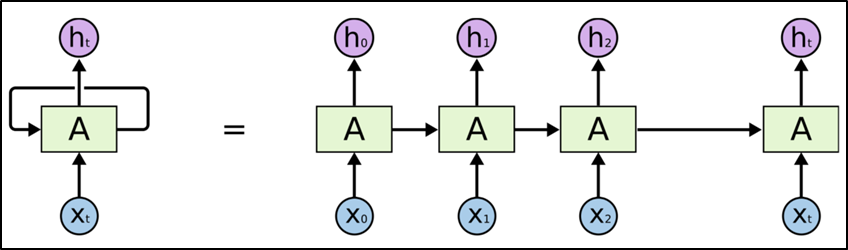 hₜ h₀ h₁ h₂ hₜ
A = A A A A
xₜ x₀ x₁ x₂ xₜ